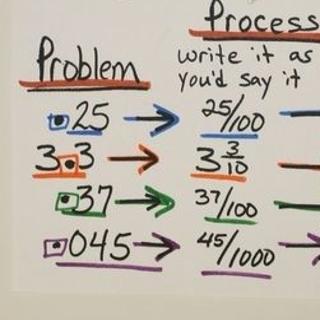 Process
write it as
Problem
you'd say it
.25 → 25/100
3.3 → 3 3/10
.37 → 37/100
.045 → 45/1000